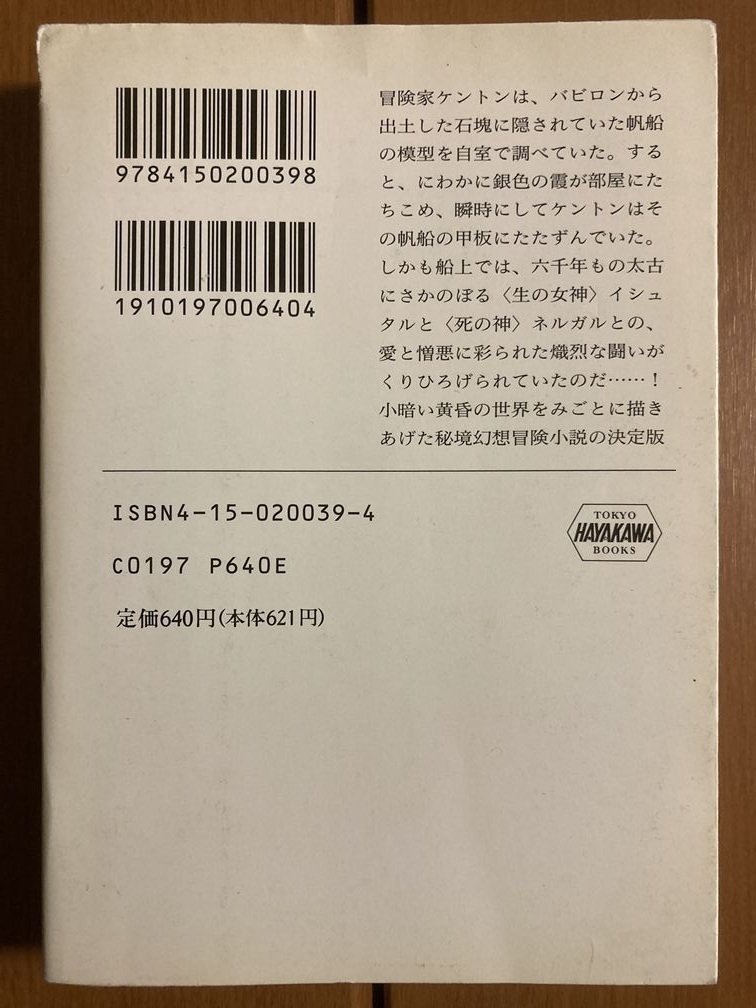 9784150200398
1910197006404
冒険家ケントンは、バビロンから
出土した石塊に隠されていた帆船
の模型を自室で調べていた。する
と、にわかに銀色の霞が部屋にた
ちこめ、瞬時にしてケントンはそ
の帆船の甲板にたたずんでいた。
しかも船上では、六千年もの太古
にさかのぼる〈生の女神〉イシュ
タルと〈死の神〉ネルガルとの、
愛と憎悪に彩られた熾烈な闘いが
くりひろげられていたのだ……！
小暗い黄昏の世界をみごとに描き
あげた秘境幻想冒険小説の決定版
ISBN4-15-020039-4
C0197 P640E
定価640円(本体621円)
TOKYO
HAYAKAWA
BOOKS